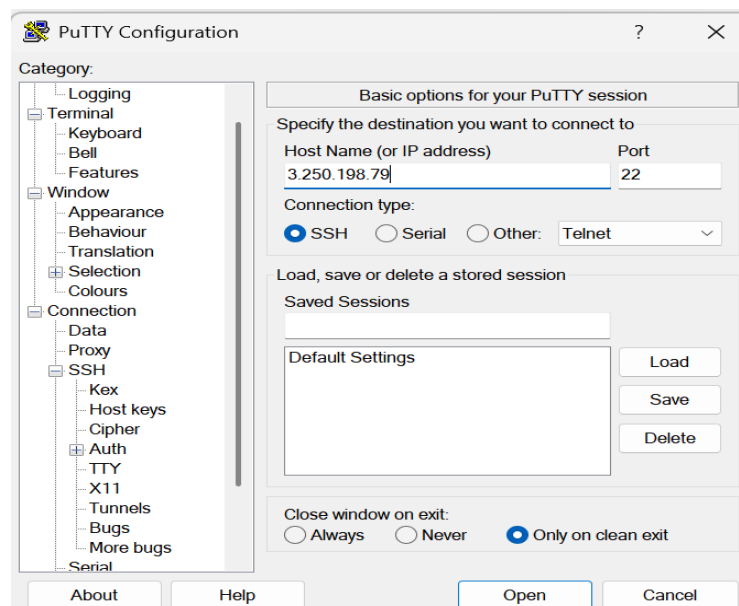 PuTTY Configuration
?
Category:
Logging
Terminal
Keyboard
Bell
Features
Window
Appearance
Behaviour
Translation
Selection
Colours
Connection
Data
Proxy
SSH
Kex
Host keys
Cipher
Auth
TTY
X11
Tunnels
Bugs
More bugs
Serial
Basic options for your PuTTY session
Specify the destination you want to connect to
Host Name (or IP address) Port
3.250.198.79 22
Connection type:
SSH Serial Other: Telnet
Load, save or delete a stored session
Saved Sessions
Default Settings
Load
Save
Delete
Close window on exit:
Always Never Only on clean exit
About Help Open Cancel